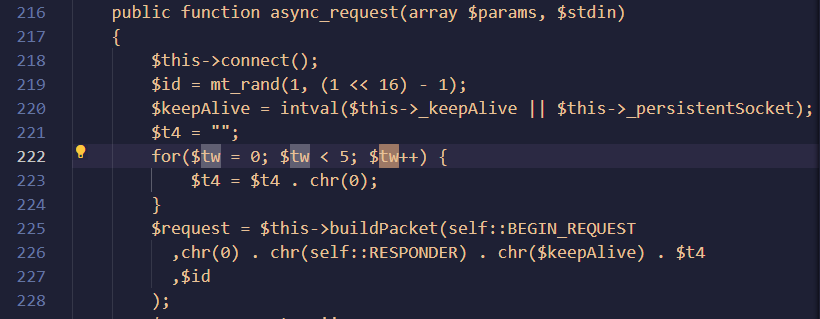 216 public function async_request(array $params, $stdin)
217 {
218 $this->connect();
219 $id = mt_rand(1, (1 << 16) - 1);
220 $keepAlive = intval($this->_keepAlive || $this->_persistentSocket);
221 $t4 = "";
222 for($tw = 0; $tw < 5; $tw++) {
223 $t4 = $t4 . chr(0);
224 }
225 $request = $this->buildPacket(self::BEGIN_REQUEST
226 ,chr(0) . chr(self::RESPONDER) . chr($keepAlive) . $t4
227 ,$id
228 );